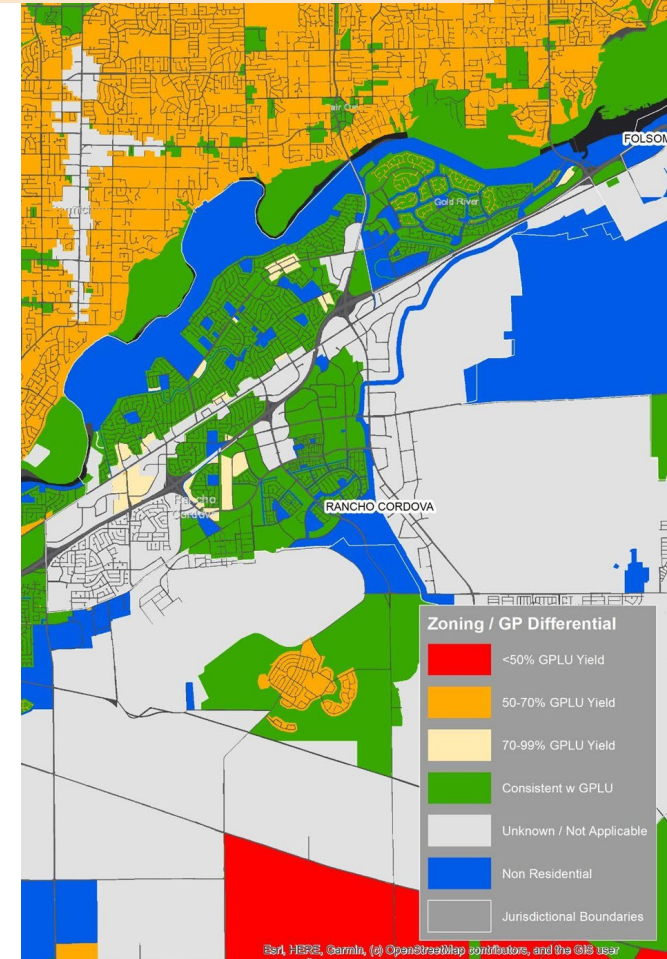 FOLSOM
Gold River
RANCHO CORDOVA
Rancho
Zoning / GP Differential
<50% GPLU Yield
50-70% GPLU Yield
70-99% GPLU Yield
Consistent w GPLU
Unknown / Not Applicable
Non Residential
Jurisdictional Boundaries
Esri, HERE, Garmin, (c) OpenStreetMap contributors, and the GIS user